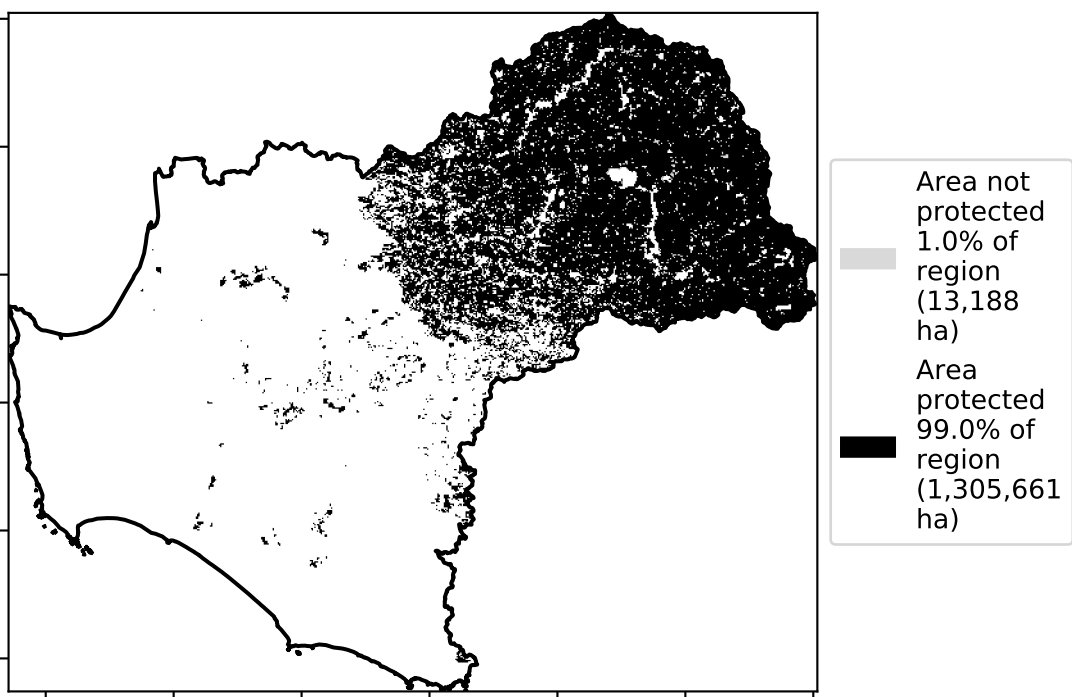 Area not
protected
1.0% of
region
(13,188
ha)
Area
protected
99.0% of
region
(1,305,661
ha)